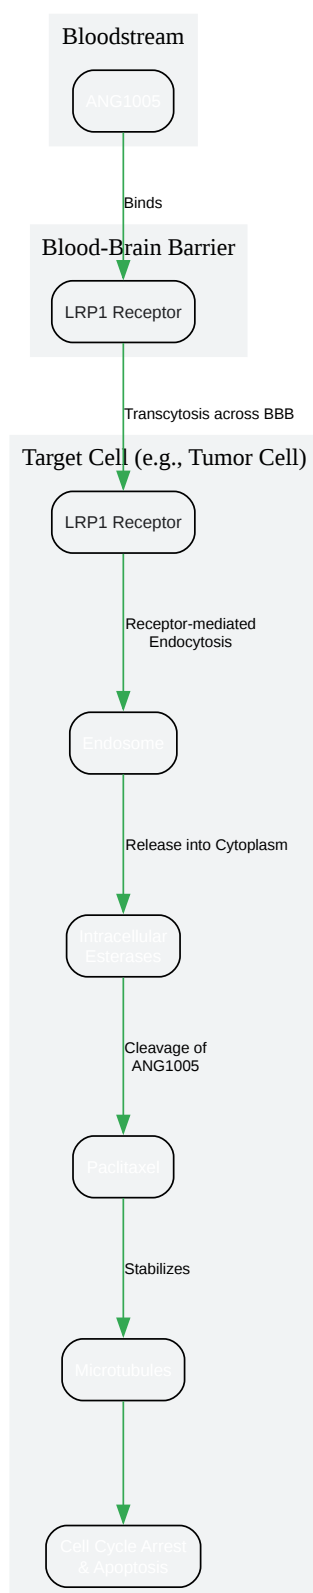 Bloodstream
ANG1005
Binds
Blood-Brain Barrier
LRP1 Receptor
Transcytosis across BBB
Target Cell (e.g., Tumor Cell)
LRP1 Receptor
Receptor-mediated
Endocytosis
Endosome
Release into Cytoplasm
Intracellular
Esterases
Cleavage of
ANG1005
Paclitaxel
Stabilizes
Microtubules
Cell Cycle Arrest
& Apoptosis